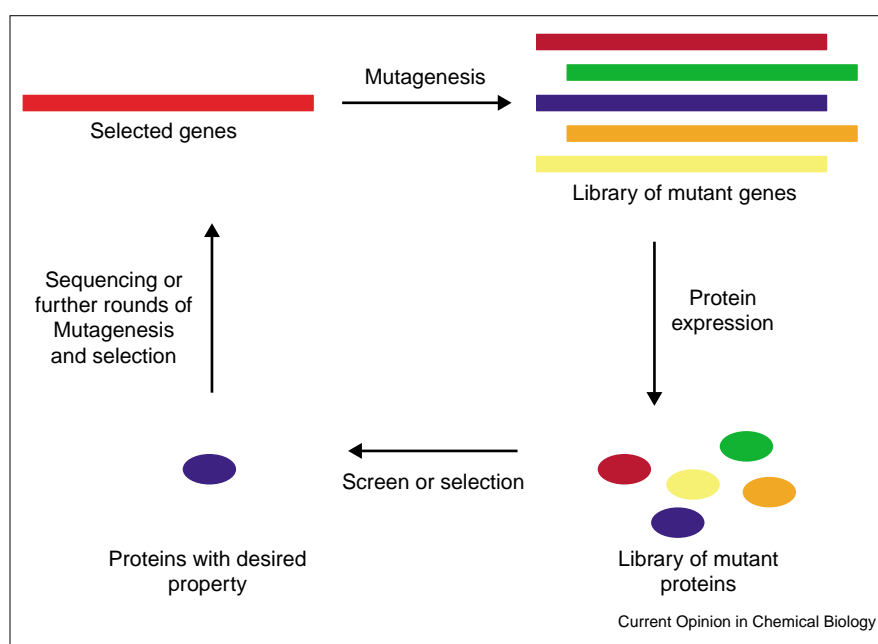 Mutagenesis
Selected genes
Library of mutant genes
Sequencing or
further rounds of
Mutagenesis
and selection
Protein
expression
Screen or selection
Proteins with desired
property
Library of mutant
proteins
Current Opinion in Chemical Biology